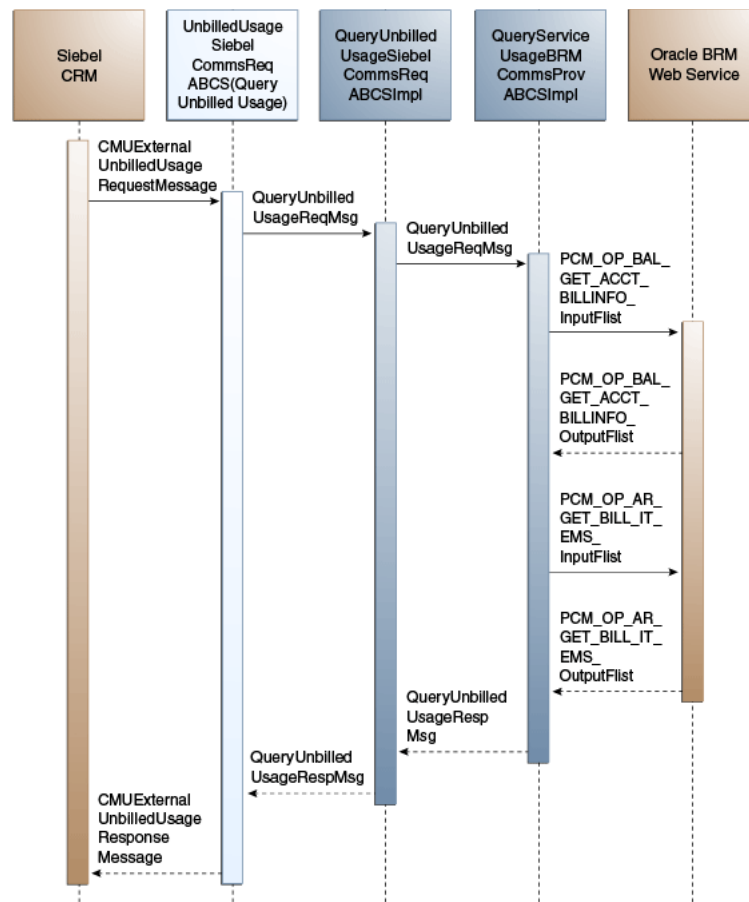 Siebel
CRM
UnbilledUsage
Siebel
CommsReq
ABCS(Query
Unbilled Usage)
QueryUnbilled
UsageSiebel
CommsReq
ABCSImpl
QueryService
UsageBRM
CommsProv
ABCSImpl
Oracle BRM
Web Service
CMUExternal
UnbilledUsage
RequestMessage
QueryUnbilled
UsageReqMsg
QueryUnbilled
UsageReqMsg
PCM_OP_BAL_
GET_ACCT_
BILLINFO_
InputFlist
PCM_OP_BAL_
GET_ACCT_
BILLINFO_
OutputFlist
PCM_OP_AR_
GET_BILL_IT_
EMS_
InputFlist
PCM_OP_AR_
GET_BILL_IT_
EMS_
OutputFlist
QueryUnbilled
UsageResp
Msg
QueryUnbilled
UsageRespMsg
CMUExternal
UnbilledUsage
Response
Message